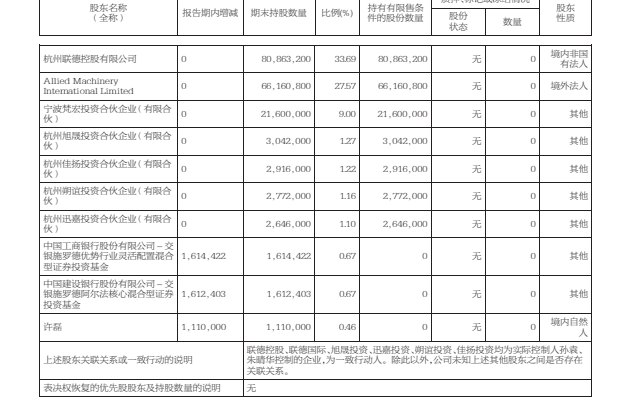 股东名称
（全称）
报告期内增减
期末持股数量
比例(%)
持有有限售条
件的股份数量
股份
状态
数量
股东
性质
杭州联德控股有限公司 0 80,863,200 33.69 80,863,200 无 0 境内非国
有法人
Allied Machinery
International Limited 0 66,160,800 27.57 66,160,800 无 0 境外法人
宁波梵宏投资合伙企业（有限合
伙） 0 21,600,000 9.00 21,600,000 无 0 其他
杭州旭晟投资合伙企业（有限合
伙） 0 3,042,000 1.27 3,042,000 无 0 其他
杭州佳扬投资合伙企业（有限合
伙） 0 2,916,000 1.22 2,916,000 无 0 其他
杭州朔谊投资合伙企业（有限合
伙） 0 2,772,000 1.16 2,772,000 无 0 其他
杭州迅嘉投资合伙企业（有限合
伙） 0 2,646,000 1.10 2,646,000 无 0 其他
中国工商银行股份有限公司－交
银施罗德优势行业灵活配置混合
型证券投资基金 1,614,422 1,614,422 0.67 0 无 0 其他
中国建设银行股份有限公司－交
银施罗德阿尔法核心混合型证券
投资基金 1,612,403 1,612,403 0.67 0 无 0 其他
许磊 1,110,000 1,110,000 0.46 0 无 0 境内自然
人
上述股东关联关系或一致行动的说明
联德控股、联德国际、旭晟投资、迅嘉投资、朔谊投资、佳扬投资均为实际控制人孙袁、
朱晴华控制的企业，为一致行动人。除此以外，公司未知上述其他股东之间是否存在
关联关系。
表决权恢复的优先股股东及持股数量的说明 无